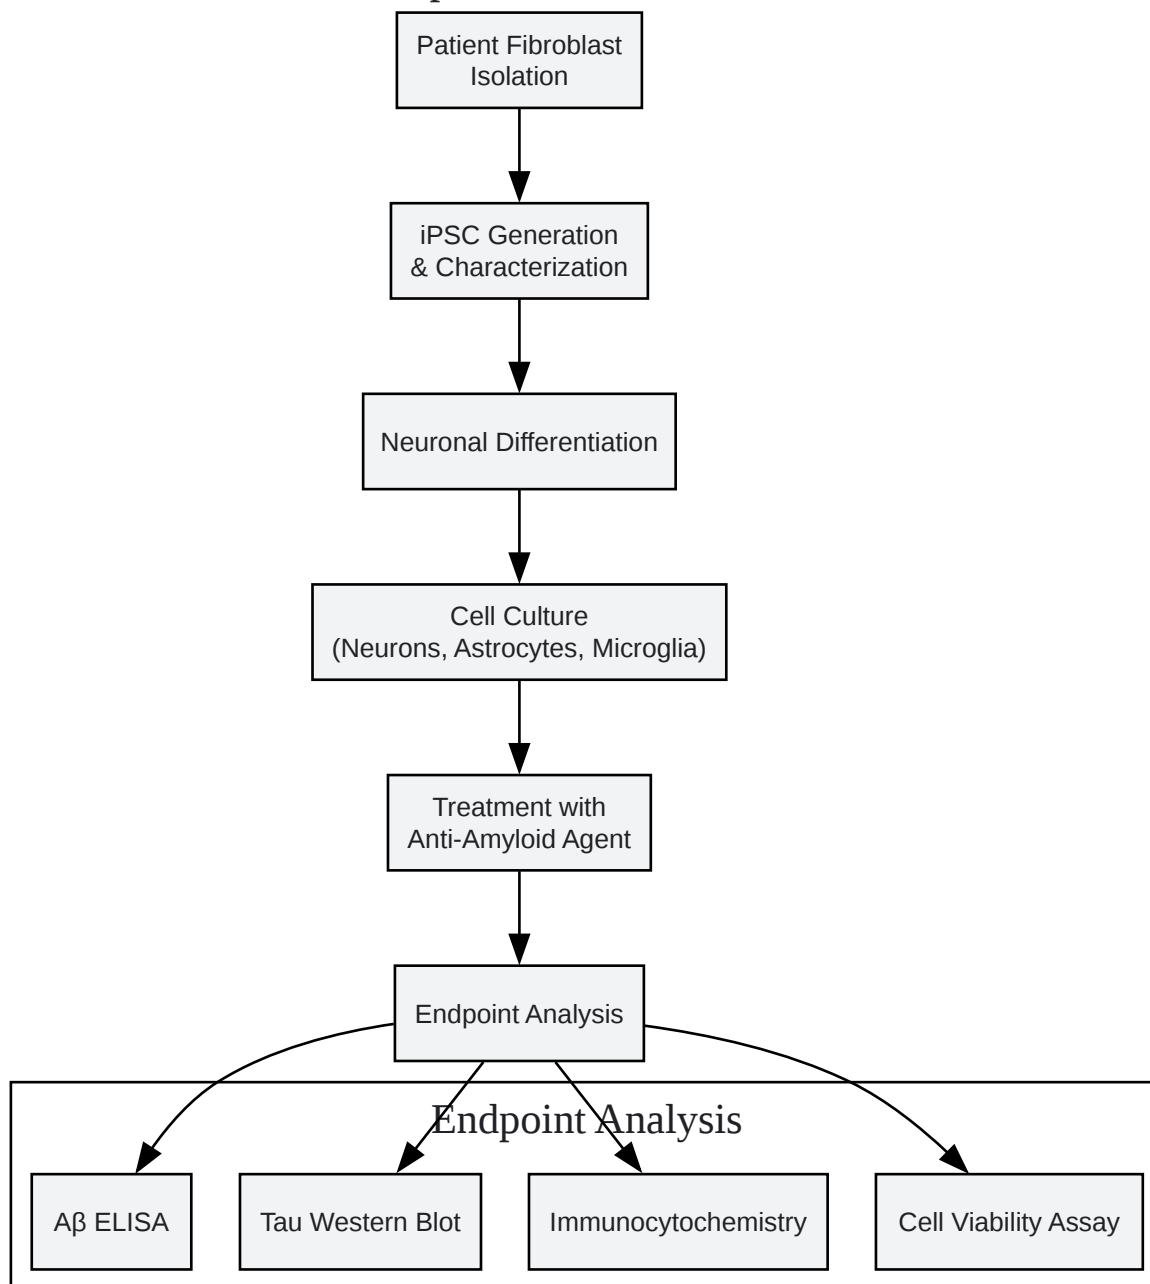 Patient Fibroblast
Isolation
iPSC Generation
& Characterization
Neuronal Differentiation
Cell Culture
(Neurons, Astrocytes, Microglia)
Treatment with
Anti-Amyloid Agent
Endpoint Analysis
Endpoint Analysis
Aβ ELISA
Tau Western Blot
Immunocytochemistry
Cell Viability Assay